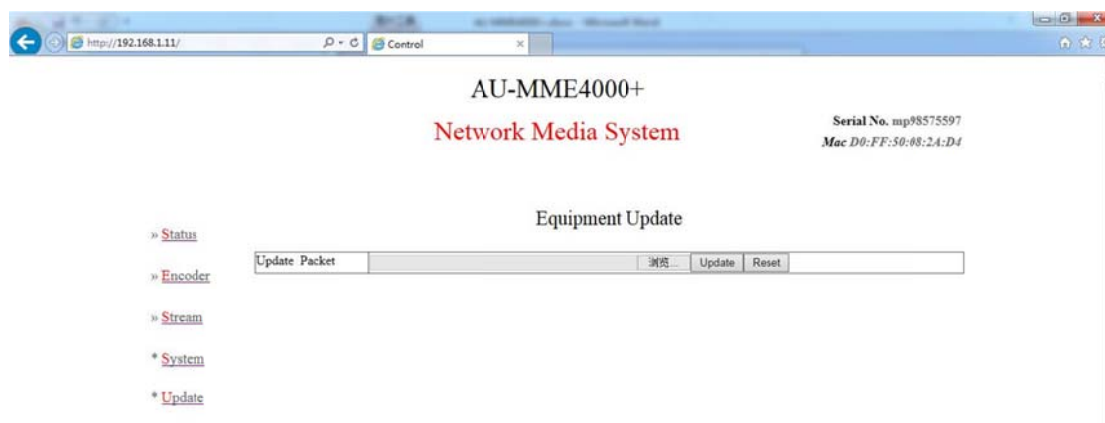 http://192.168.1.11/
Control
AU-MME4000+
Network Media System
Serial No. mp98575597
Mac D0:FF:50:08:2A:D4
Equipment Update
» Status
Update Packet 浏览... Update Reset
» Encoder
» Stream
* System
* Update